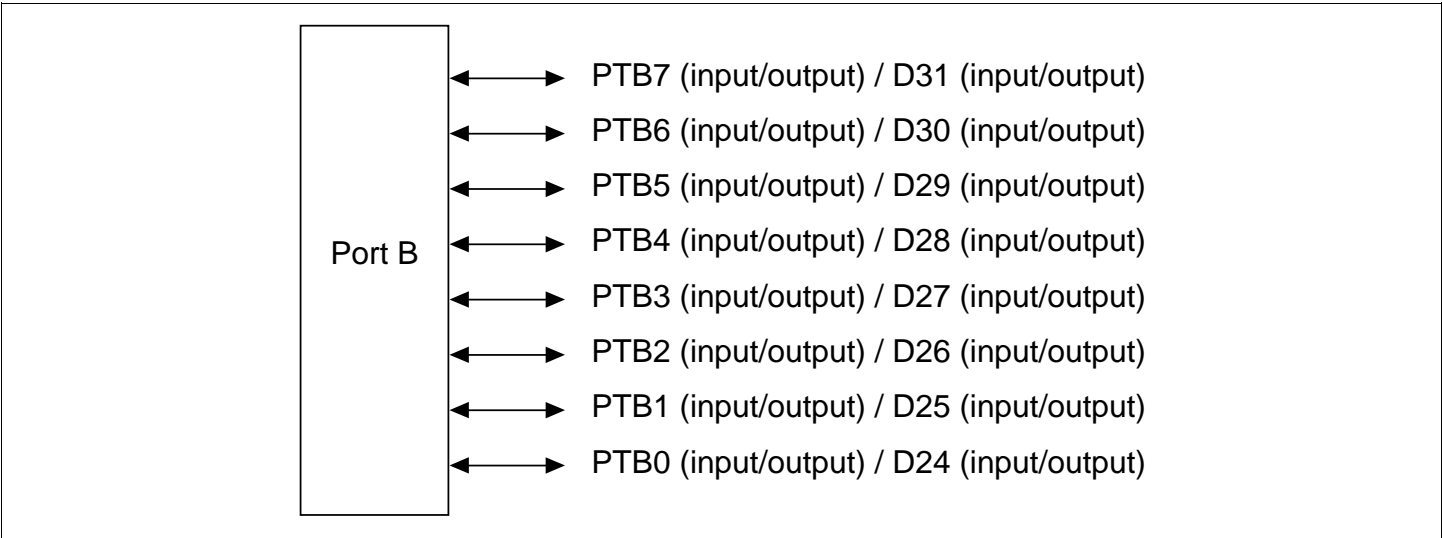 PTB7 (input/output) / D31 (input/output)
PTB6 (input/output) / D30 (input/output)
PTB5 (input/output) / D29 (input/output)
Port B
PTB4 (input/output) / D28 (input/output)
PTB3 (input/output) / D27 (input/output)
PTB2 (input/output) / D26 (input/output)
PTB1 (input/output) / D25 (input/output)
PTB0 (input/output) / D24 (input/output)